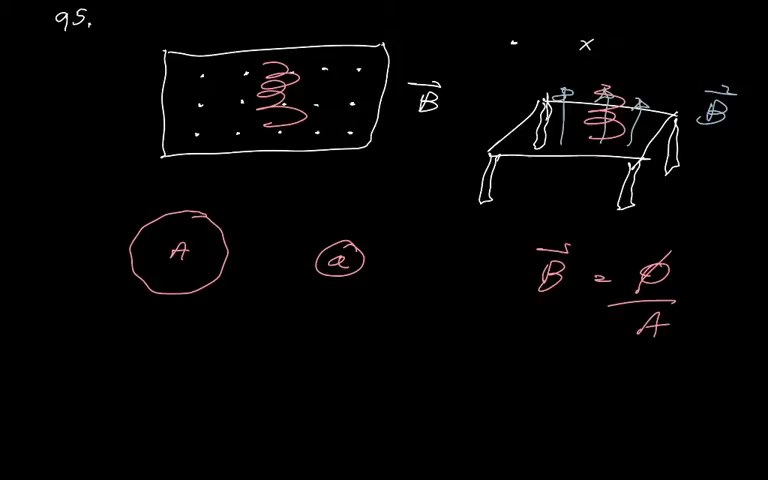 95.
. x
B⃗
B⃗
A a
B⃗ = φ / A